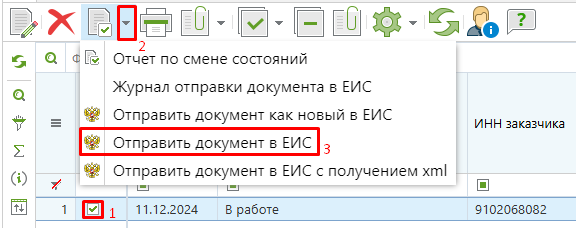 2
Ф
Отчет по смене состояний
Журнал отправки документа в ЕИС
Отправить документ как новый в ЕИС
Отправить документ в ЕИС 3
Отправить документ в ЕИС с получением xml
ИНН заказчика
1 1 11.12.2024 В работе 9102068082